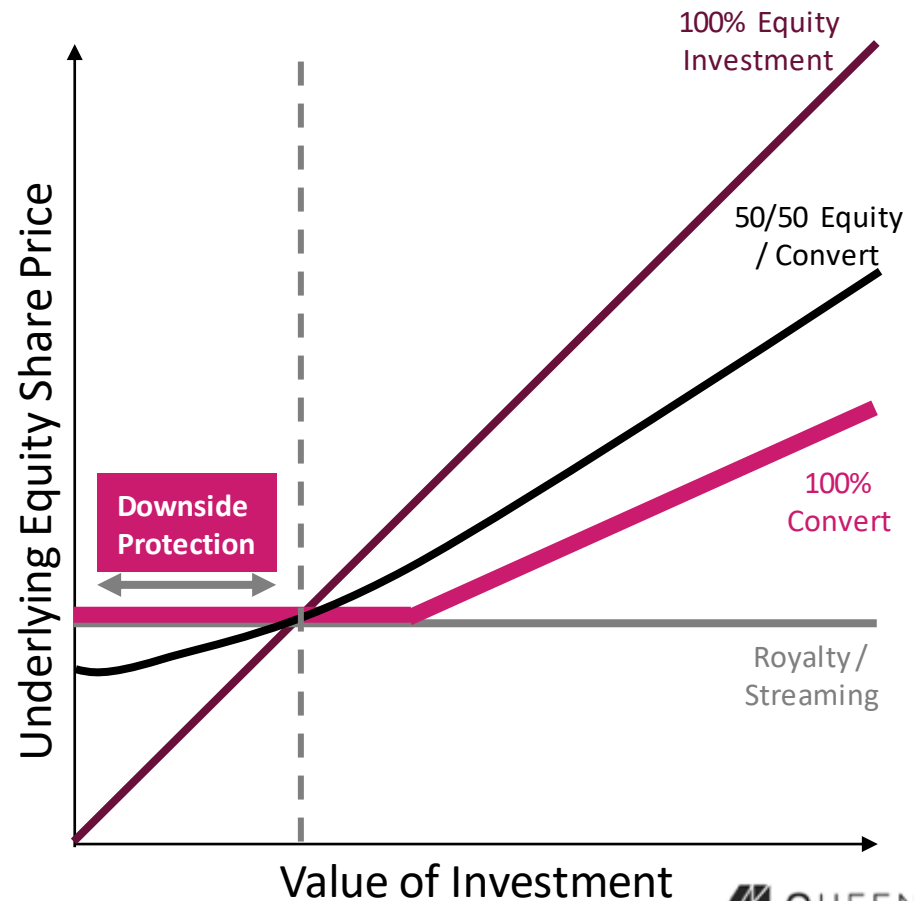 100% Equity
Investment
50/50 Equity
/ Convert
Downside
Protection
100%
Convert
Royalty/
Streaming
Underlying Equity Share Price
Value of Investment